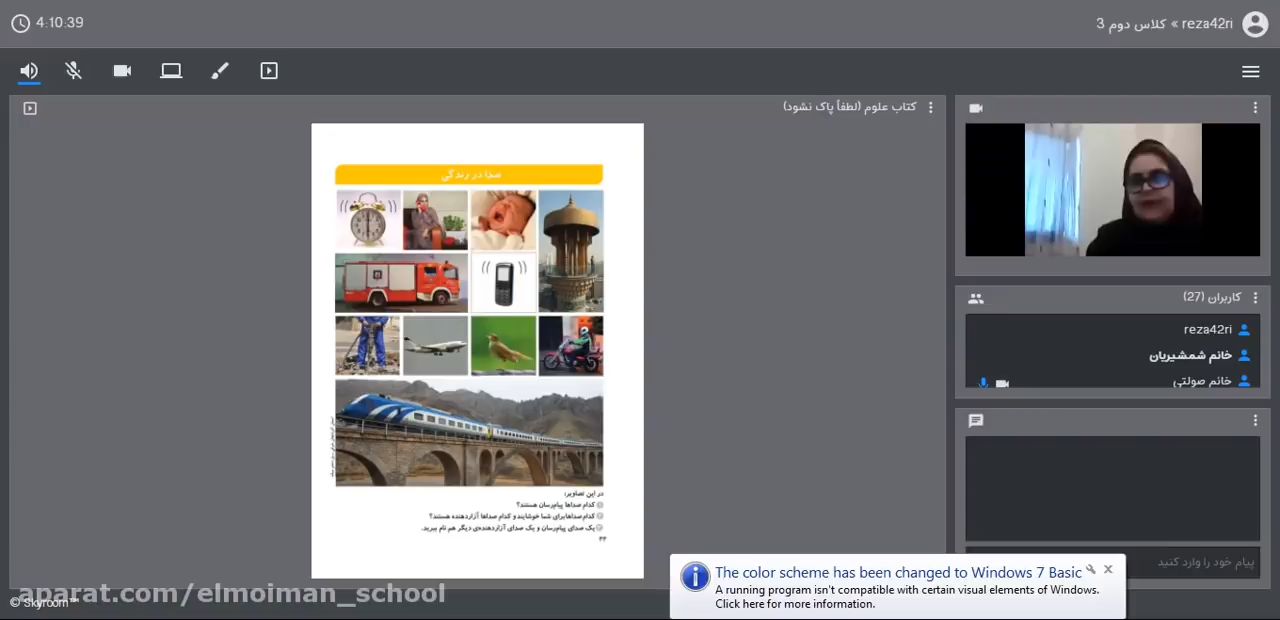 4:10:39
reza42ri » کلاس دوم 3
کتاب علوم (لطفاً پاک نشود)
صدا در زندگی
در این تصاویر:
کدام صداها پیام‌رسان هستند؟
کدام صداها برای شما خوشایند و کدام صداها آزاردهنده هستند؟
یک صدای پیام‌رسان و یک صدای آزاردهنده‌ی دیگر هم نام ببرید.
۴۴
کاربران (27)
reza42ri
خانم شمشیریان
خانم صولتی
پیام خود را وارد کنید
The color scheme has been changed to Windows 7 Basic
A running program isn't compatible with certain visual elements of Windows.
Click here for more information.
aparat.com/elmoiman_school
© Skyroom™